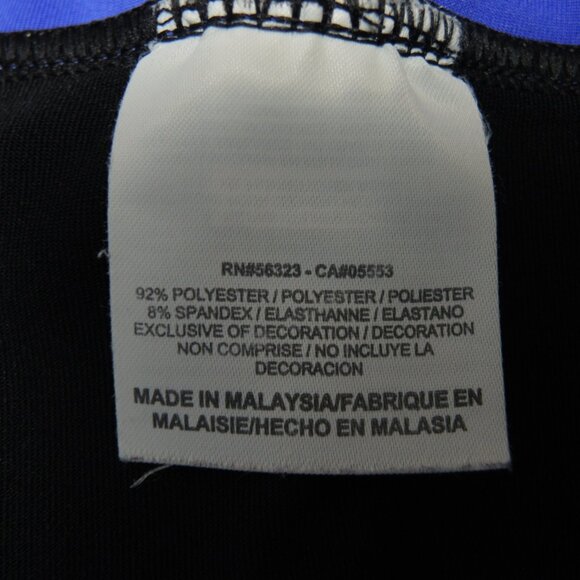 RN#56323 - CA#05553
92% POLYESTER / POLYESTER / POLIESTER
8% SPANDEX / ELASTHANNE / ELASTANO
EXCLUSIVE OF DECORATION / DECORATION
NON COMPRISE / NO INCLUYE LA
DECORACION
MADE IN MALAYSIA/FABRIQUE EN
MALAISIE/HECHO EN MALASIA